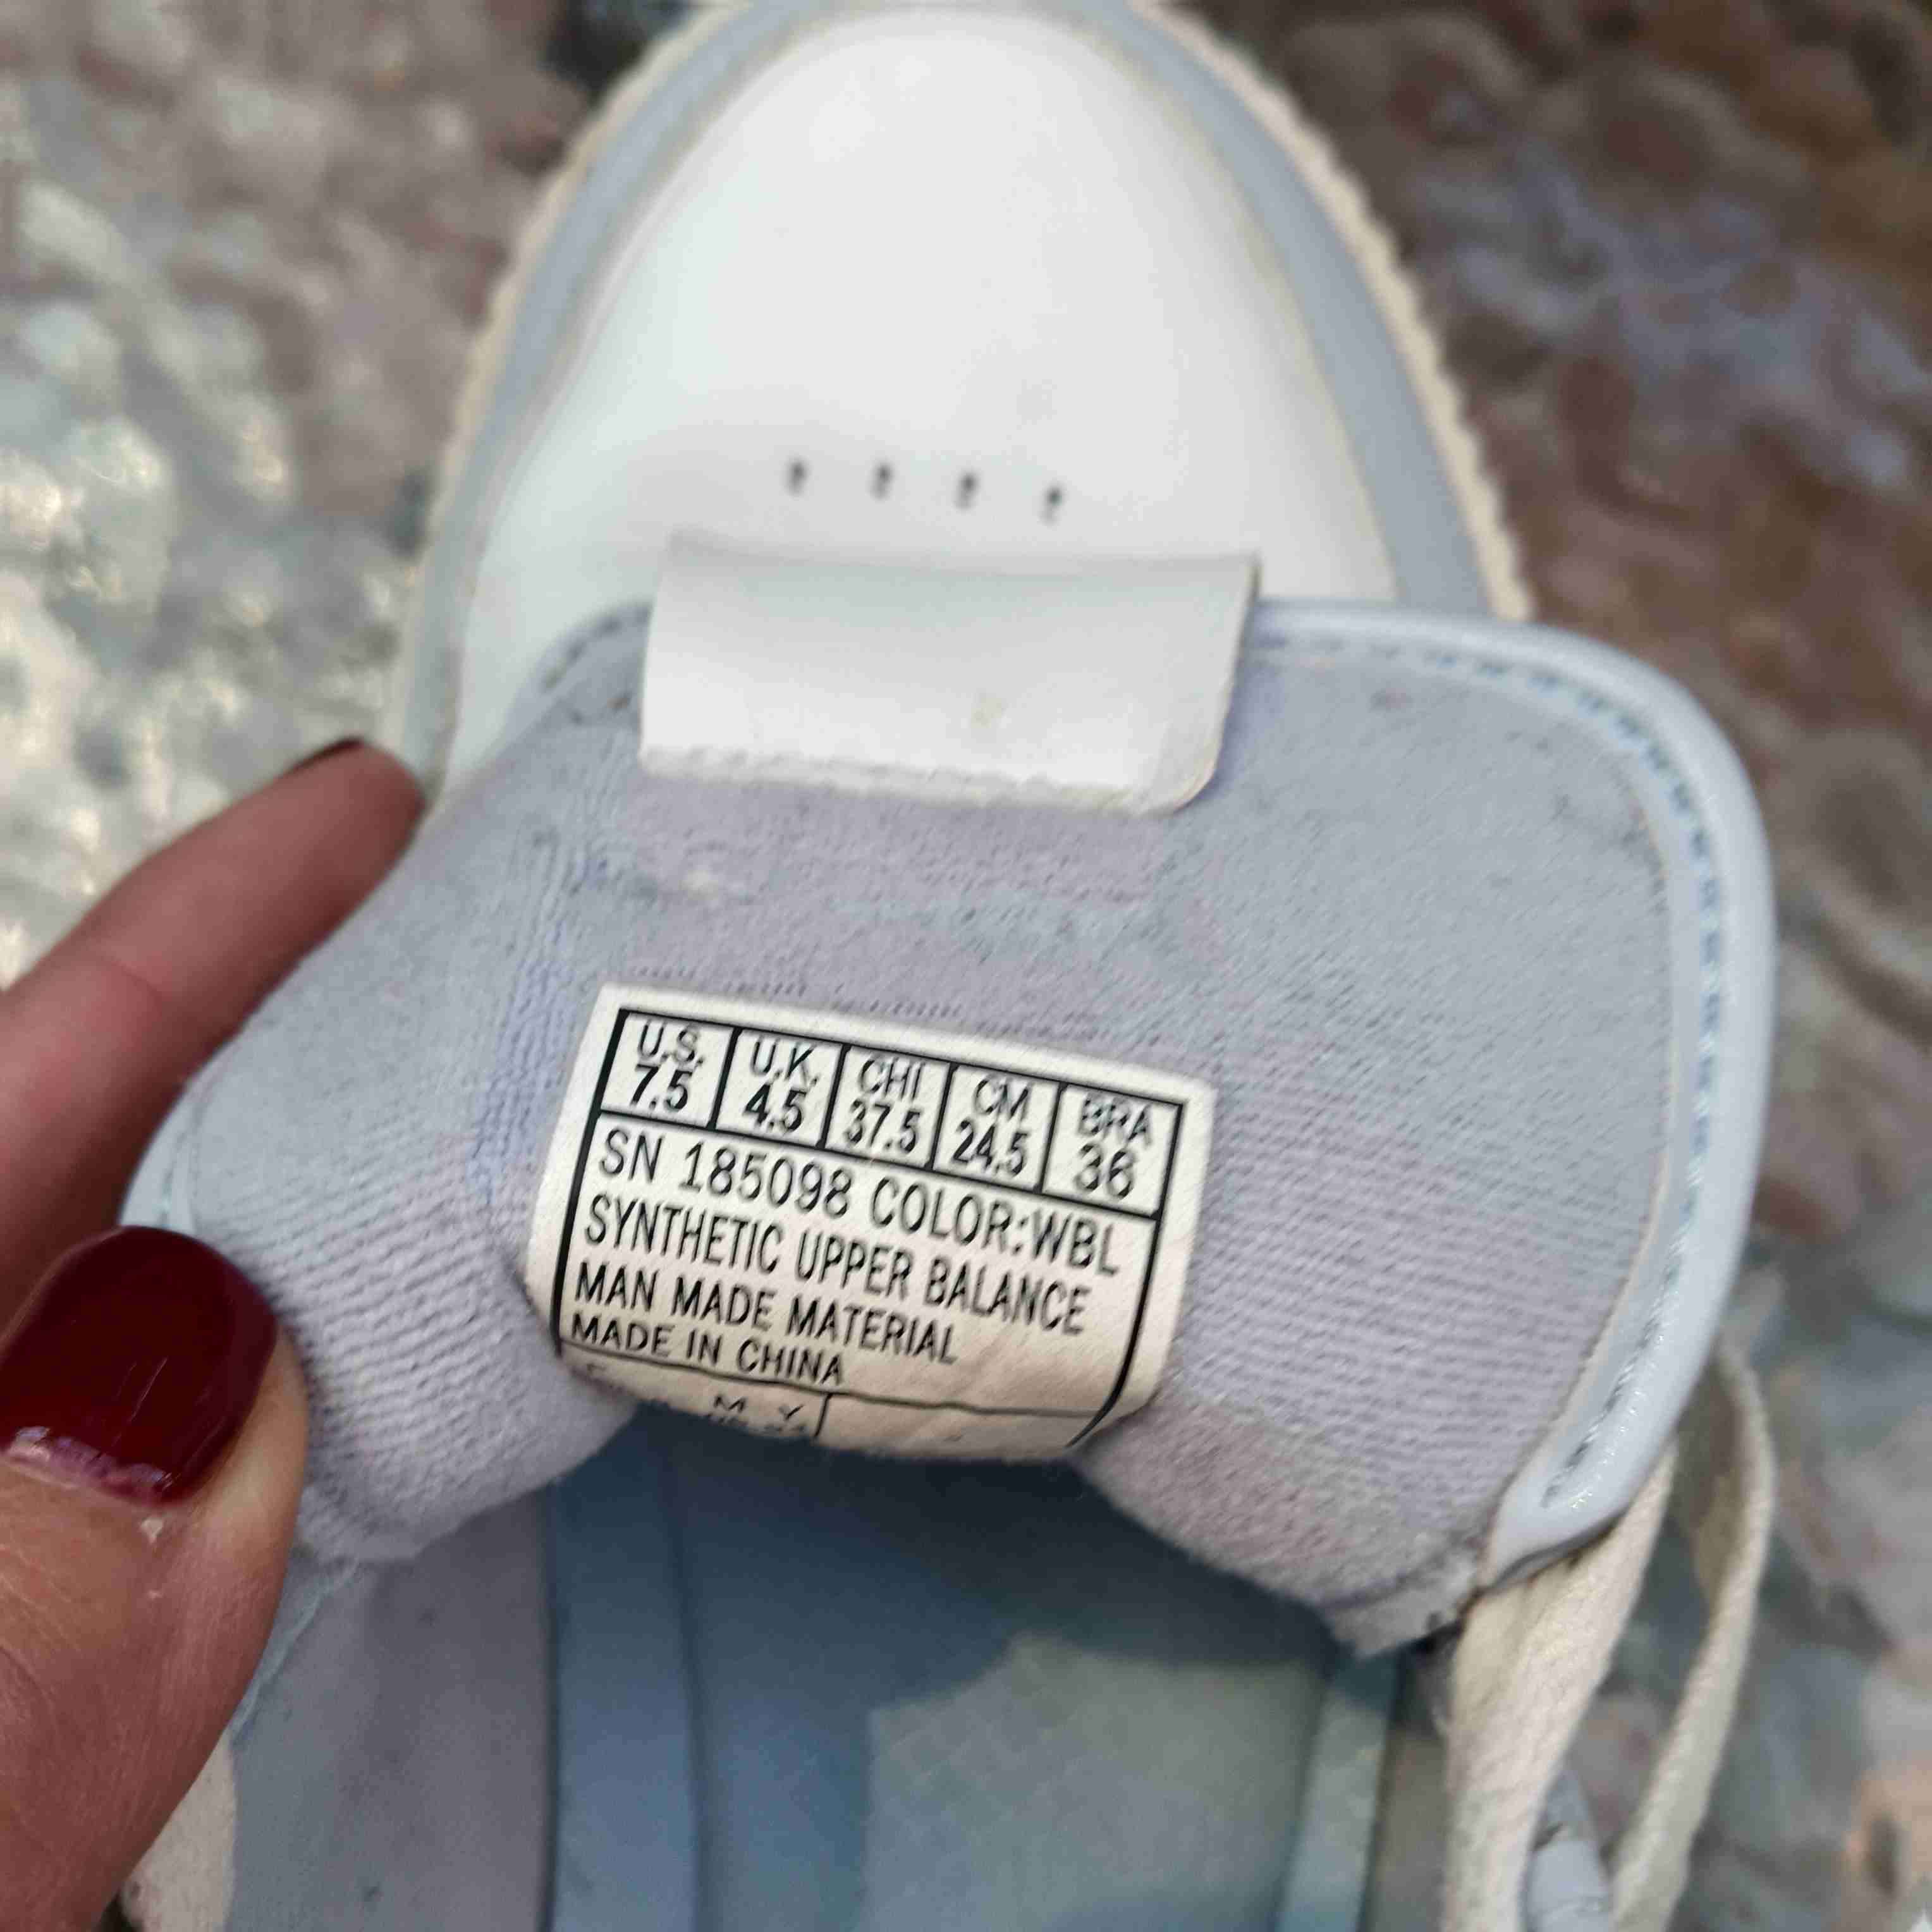 U.S. U.K. CHI CM BRA
7.5 4.5 37.5 24.5 36
SN 185098 COLOR:WBL
SYNTHETIC UPPER BALANCE
MAN MADE MATERIAL
MADE IN CHINA
M Y